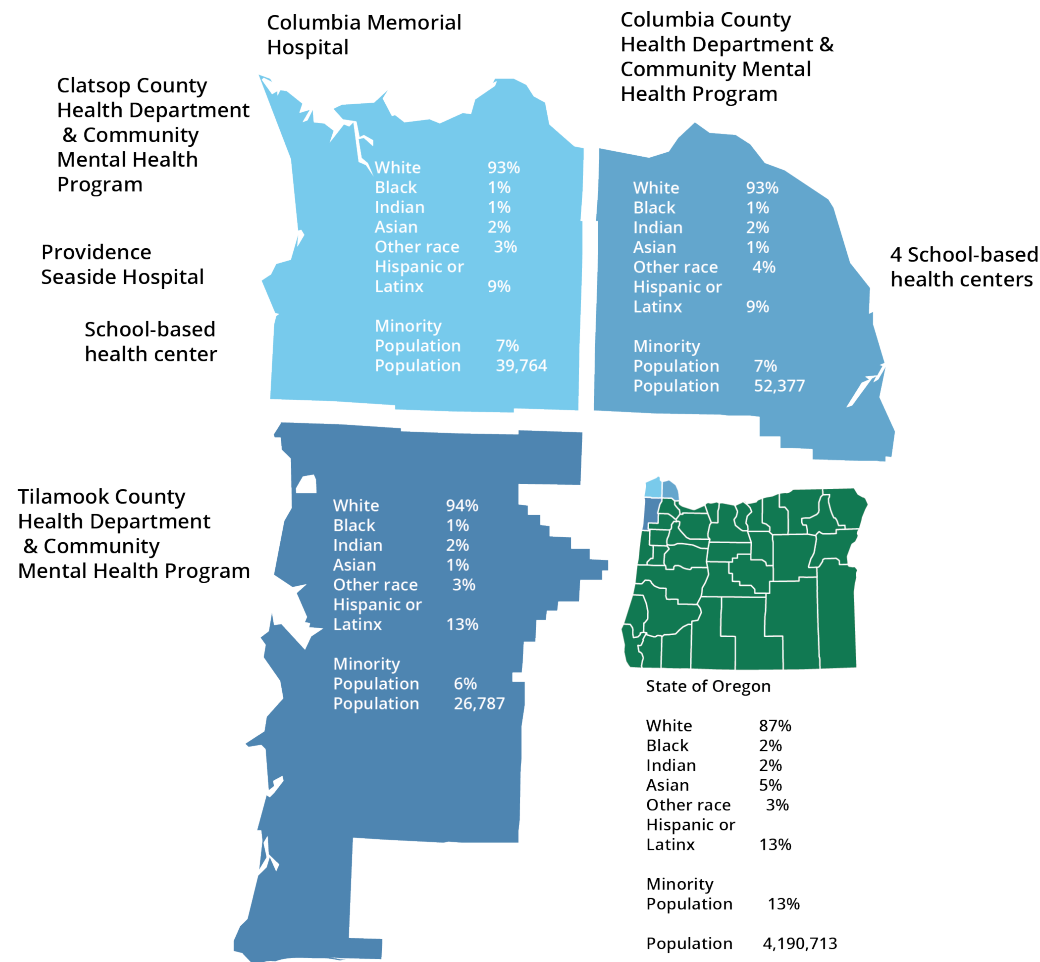 Columbia Memorial
Hospital
Columbia County
Health Department &
Community Mental
Health Program
Clatsop County
Health Department
& Community
Mental Health
Program
Providence
Seaside Hospital
School-based
health center
White 93%
Black 1%
Indian 1%
Asian 2%
Other race 3%
Hispanic or
Latinx 9%
Minority
Population 7%
Population 39,764
White 93%
Black 1%
Indian 2%
Asian 1%
Other race 4%
Hispanic or
Latinx 9%
Minority
Population 7%
Population 52,377
4 School-based
health centers
Tilamook County
Health Department
& Community
Mental Health Program
White 94%
Black 1%
Indian 2%
Asian 1%
Other race 3%
Hispanic or
Latinx 13%
Minority
Population 6%
Population 26,787
State of Oregon
White 87%
Black 2%
Indian 2%
Asian 5%
Other race 3%
Hispanic or
Latinx 13%
Minority
Population 13%
Population 4,190,713